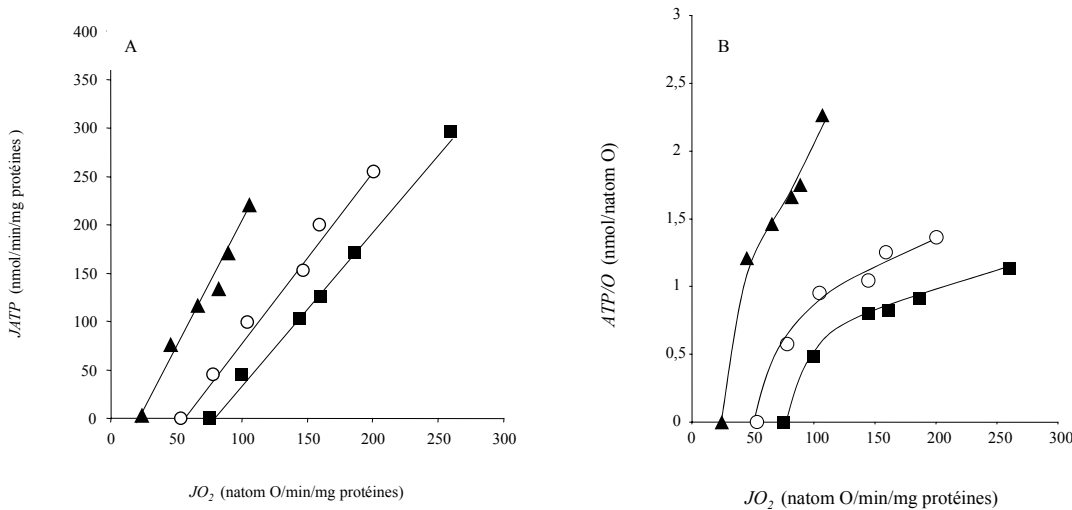 A
400
350
300
250
200
150
100
50
0
JATP (nmol/min/mg protéines )
0 50 100 150 200 250 300
JO2 (natom O/min/mg protéines)
B
3
2,5
2
1,5
1
0,5
0
ATP/O (nmol/natom O)
0 50 100 150 200 250 300
JO2 (natom O/min/mg protéines)